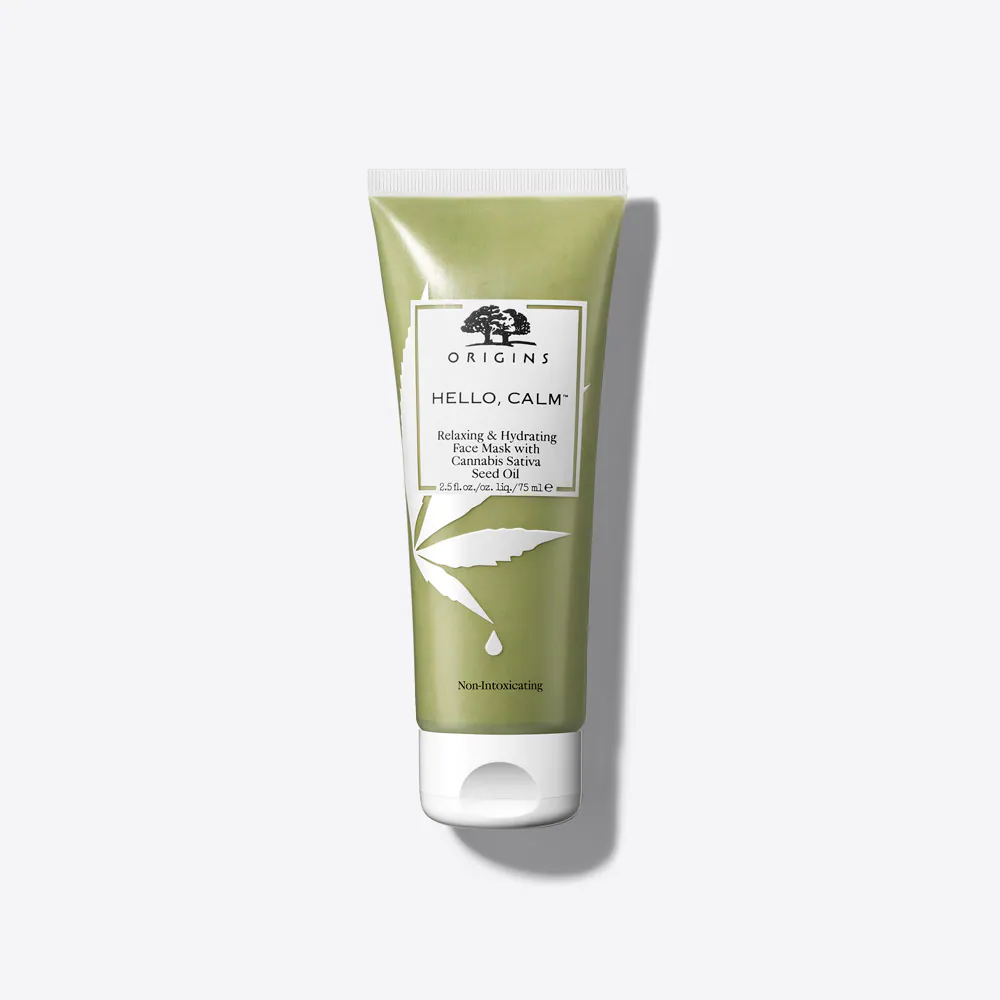 ORIGINS
HELLO, CALM™
Relaxing & Hydrating
Face Mask with
Cannabis Sativa
Seed Oil
2.5 fl.oz./oz. liq./75 ml ℮
Non-Intoxicating